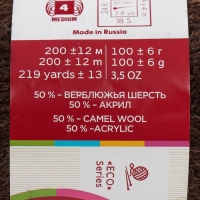 4
MEDIUM
Made in Russia
200 ±12 м 100 ± 6 г
200 ±12 m 100 ± 6 g
219 yards ± 13 3,5 OZ
50 % - ВЕРБЛЮЖЬЯ ШЕРСТЬ
50 % - АКРИЛ
50 % - CAMEL WOOL
50 % -ACRYLIC
«ECO»
Series